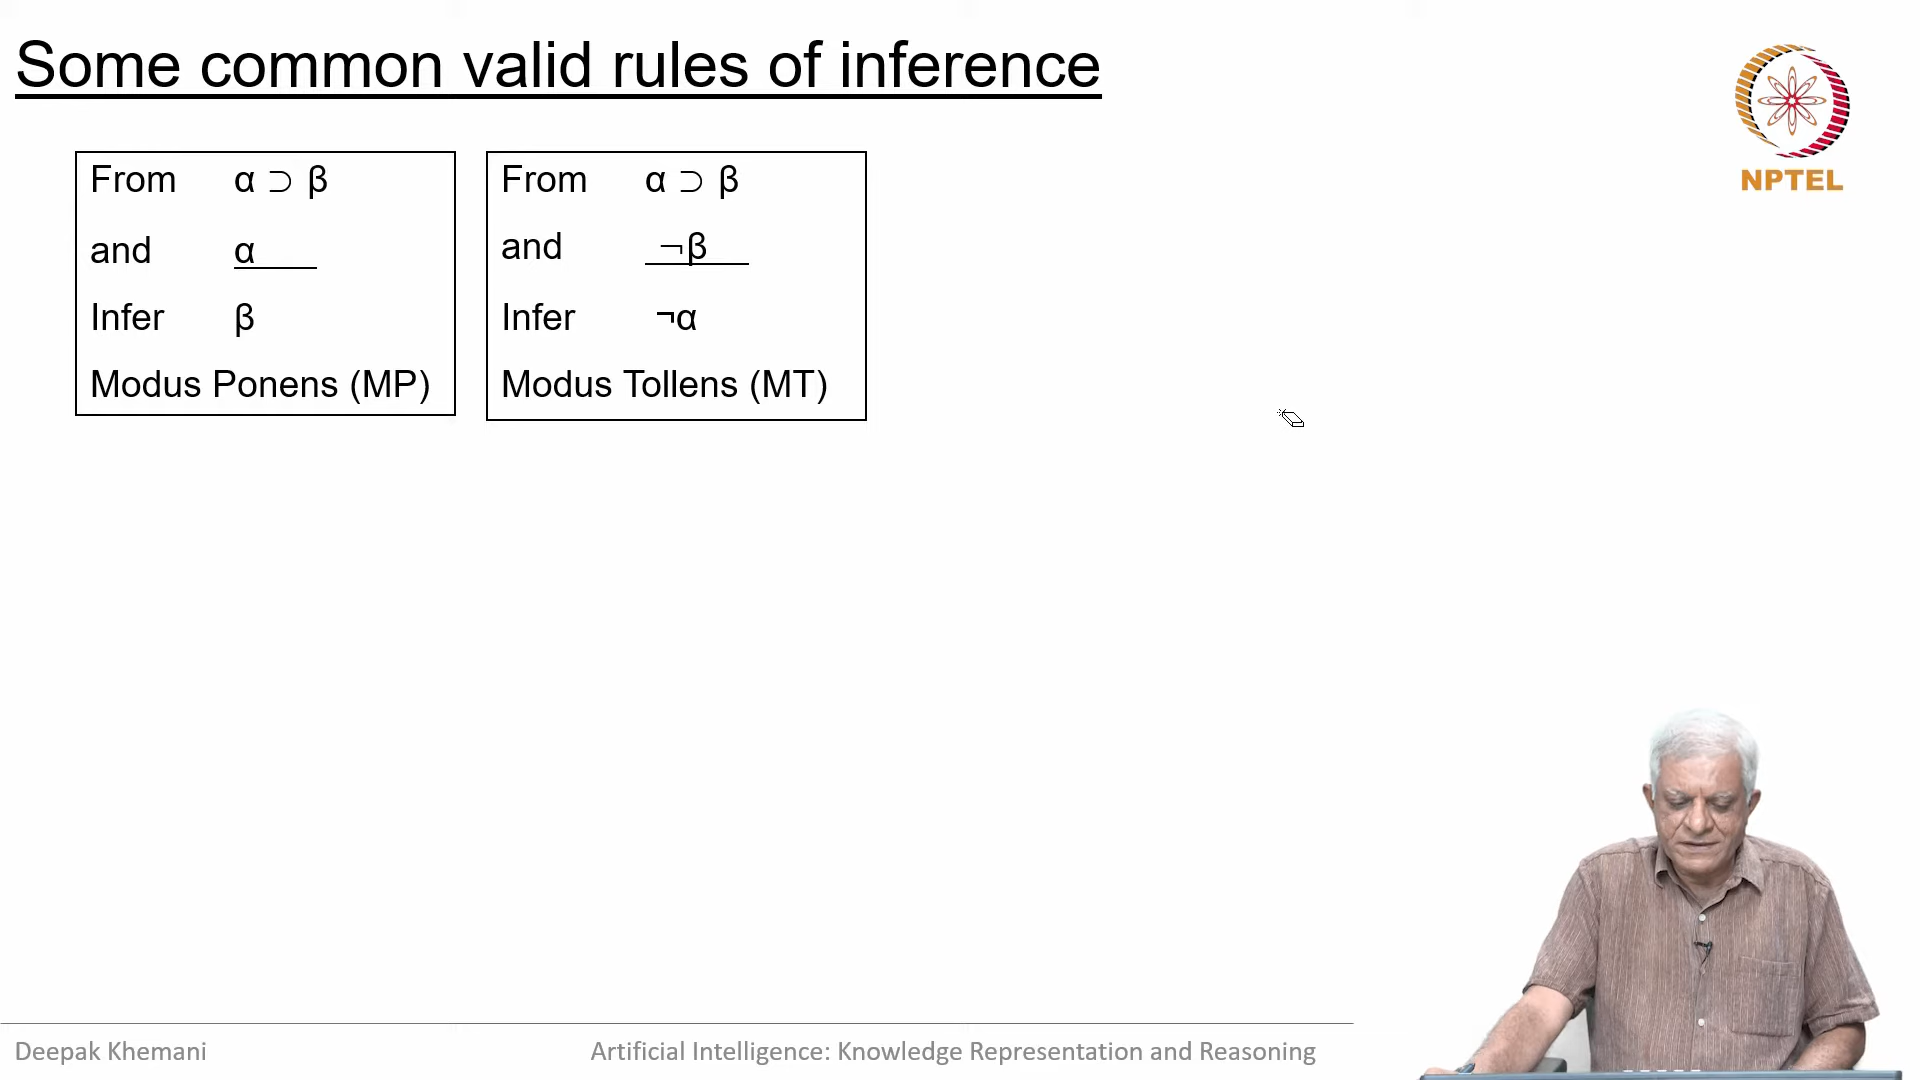 Some common valid rules of inference
NPTEL
From α ⊃ β
and α
Infer β
Modus Ponens (MP)
From α ⊃ β
and ¬β
Infer ¬α
Modus Tollens (MT)
Deepak Khemani
Artificial Intelligence: Knowledge Representation and Reasoning